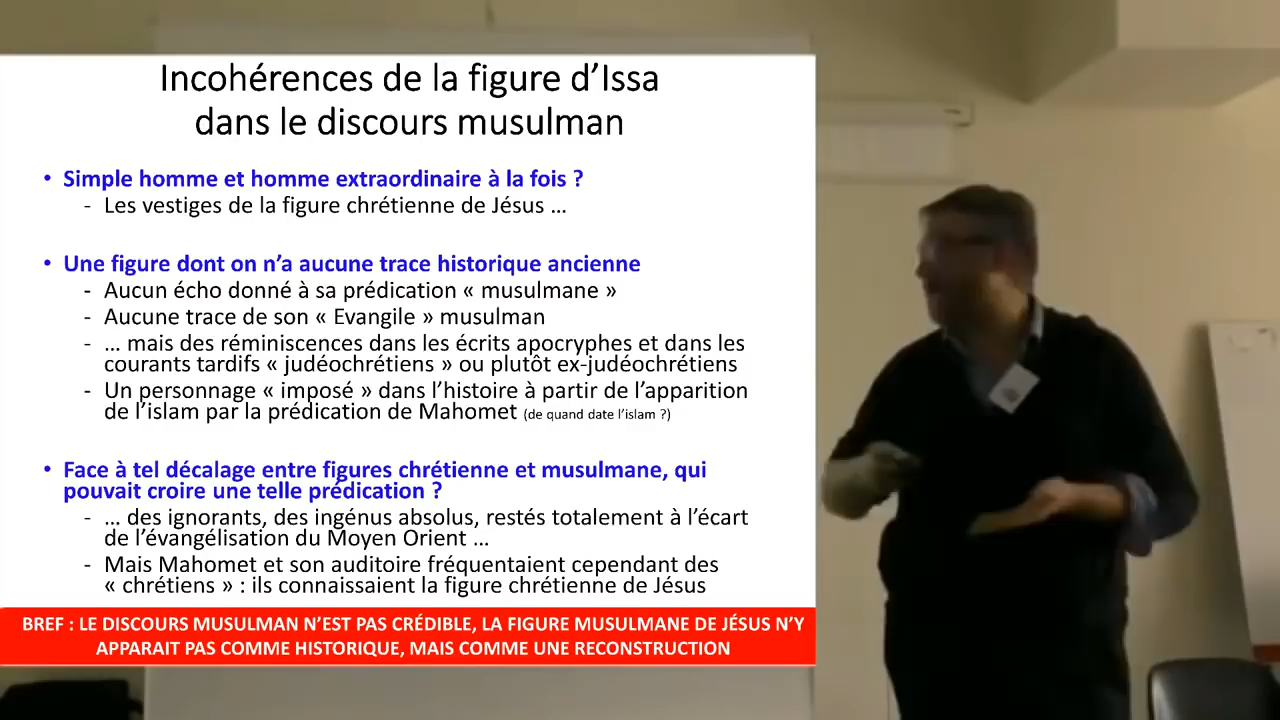 Incohérences de la figure d’Issa
dans le discours musulman
• Simple homme et homme extraordinaire à la fois ?
- Les vestiges de la figure chrétienne de Jésus …
• Une figure dont on n’a aucune trace historique ancienne
- Aucun écho donné à sa prédication « musulmane »
- Aucune trace de son « Evangile » musulman
- … mais des réminiscences dans les écrits apocryphes et dans les
courants tardifs « judéochrétiens » ou plutôt ex-judéochrétiens
- Un personnage « imposé » dans l’histoire à partir de l’apparition
de l’islam par la prédication de Mahomet (de quand date l’islam ?)
• Face à tel décalage entre figures chrétienne et musulmane, qui
pouvait croire une telle prédication ?
- … des ignorants, des ingénus absolus, restés totalement à l’écart
de l’évangélisation du Moyen Orient …
- Mais Mahomet et son auditoire fréquentaient cependant des
« chrétiens » : ils connaissaient la figure chrétienne de Jésus
BREF : LE DISCOURS MUSULMAN N’EST PAS CRÉDIBLE, LA FIGURE MUSULMANE DE JÉSUS N’Y
APPARAIT PAS COMME HISTORIQUE, MAIS COMME UNE RECONSTRUCTION